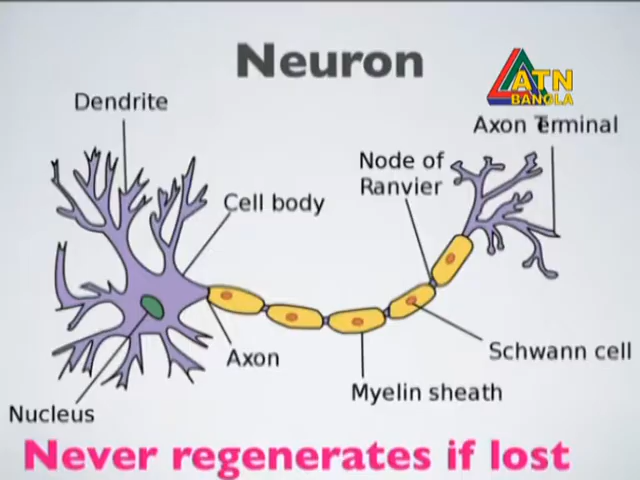 Neuron
ATN
BANGLA
Dendrite
Axon Terminal
Node of
Ranvier
Cell body
Axon
Schwann cell
Myelin sheath
Nucleus
Never regenerates if lost